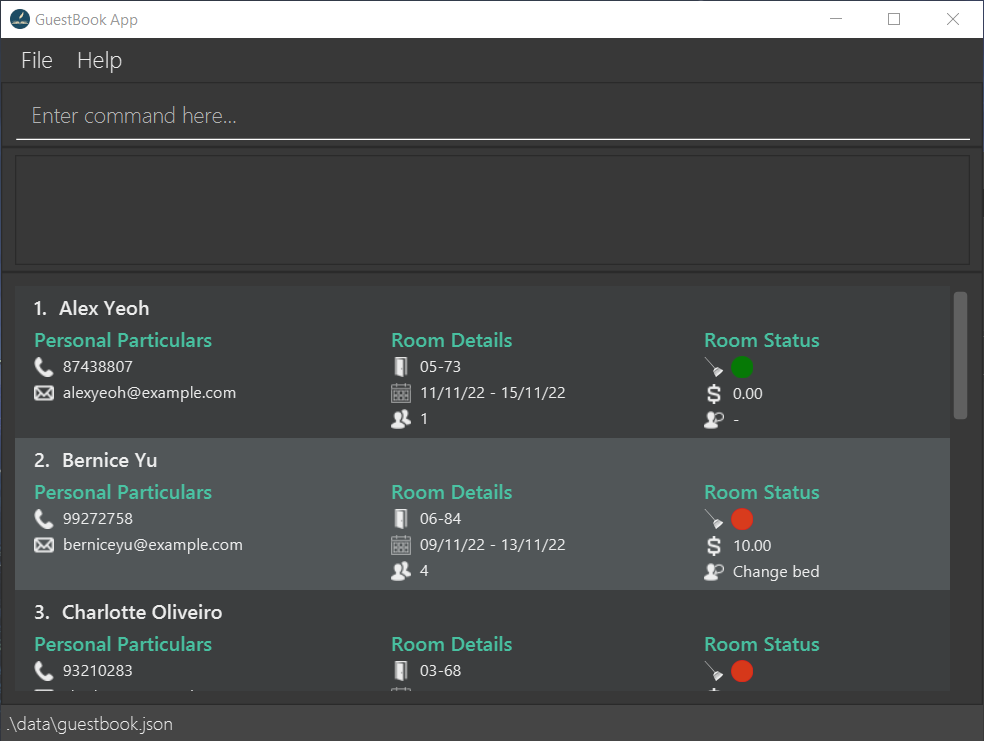 GuestBook App
File Help
Enter command here...
1. Alex Yeoh
Personal Particulars Room Details Room Status
87438807 05-73
alexyeoh@example.com 11/11/22 - 15/11/22 0.00
1 -
2. Bernice Yu
Personal Particulars Room Details Room Status
99272758 06-84
berniceyu@example.com 09/11/22 - 13/11/22 10.00
4 Change bed
3. Charlotte Oliveiro
Personal Particulars Room Details Room Status
93210283 03-68
.\data\guestbook.json